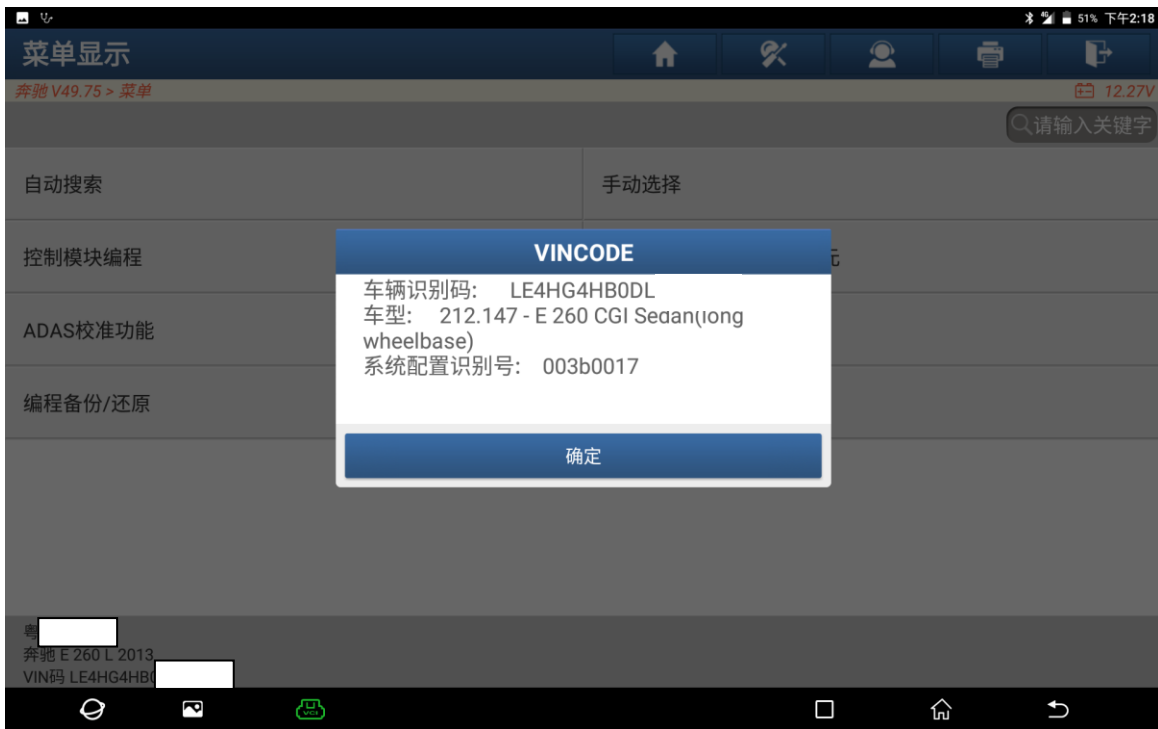 51% 下午2:18
菜单显示
奔驰 V49.75 > 菜单
12.27V
请输入关键字
自动搜索
手动选择
控制模块编程
元
ADAS校准功能
编程备份/还原
VINCODE
车辆识别码: LE4HG4HB0DL
车型: 212.147 - E 260 CGI Sedan(long
wheelbase)
系统配置识别号: 003b0017
确定
粤
奔驰 E 260 L 2013
VIN码 LE4HG4HB0
VCI